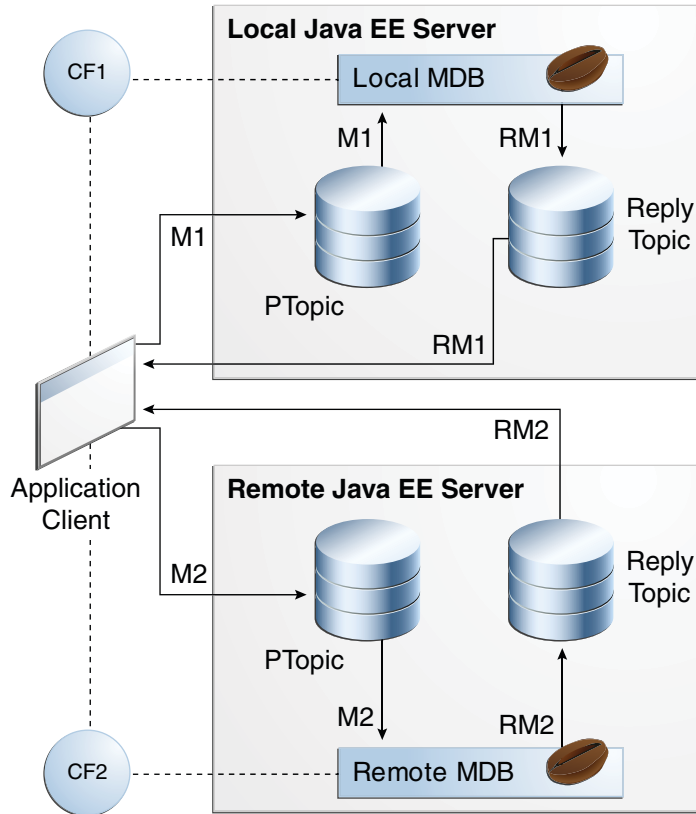 Local Java EE Server
CF1
Local MDB
M1
RM1
M1
Reply
Topic
PTopic
RM1
RM2
Application
Client
Remote Java EE Server
M2
Reply
Topic
PTopic
M2
RM2
CF2
Remote MDB